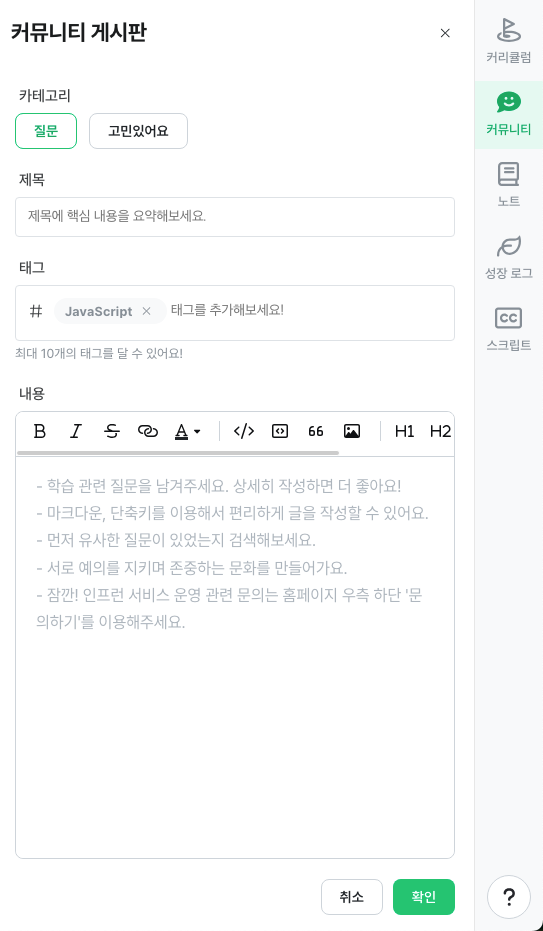 커뮤니티 게시판
카테고리
질문
고민있어요
제목
제목에 핵심 내용을 요약해보세요.
태그
# JavaScript × 태그를 추가해보세요!
최대 10개의 태그를 달 수 있어요!
내용
B I S A </> 66 H1 H2
- 학습 관련 질문을 남겨주세요. 상세히 작성하면 더 좋아요!
- 마크다운, 단축키를 이용해서 편리하게 글을 작성할 수 있어요.
- 먼저 유사한 질문이 있었는지 검색해보세요.
- 서로 예의를 지키며 존중하는 문화를 만들어가요.
- 잠깐! 인프런 서비스 운영 관련 문의는 홈페이지 우측 하단 '문
의하기'를 이용해주세요.
취소
확인
커리큘럼
커뮤니티
노트
성장 로그
CC
스크립트
?